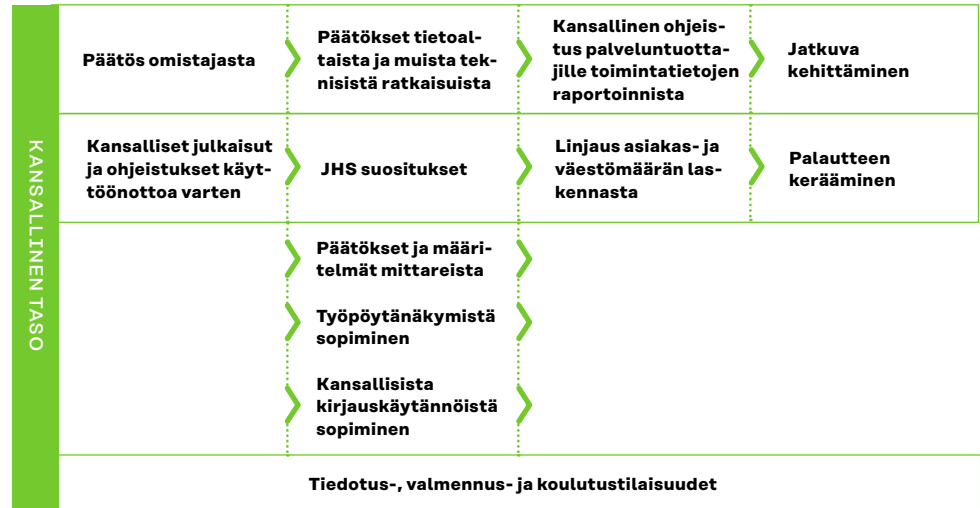 KANSALLINEN TASO
Päätös omistajasta
Päätökset tietoal-
taista ja muista tek-
nisistä ratkaisuista
Kansallinen ohjeis-
tus palveluntuotta-
jille toimintatietojen
raportoinnista
Jatkuva
kehittäminen
Kansalliset julkaisut
ja ohjeistukset käyt-
töönottoa varten
JHS suositukset
Linjaus asiakas- ja
väestömäärän las-
kennasta
Palautteen
kerääminen
Päätökset ja määri-
telmät mittareista
Työpöytänäkymistä
sopiminen
Kansallisista
kirjauskäytännöistä
sopiminen
Tiedotus-, valmennus- ja koulutustilaisuudet